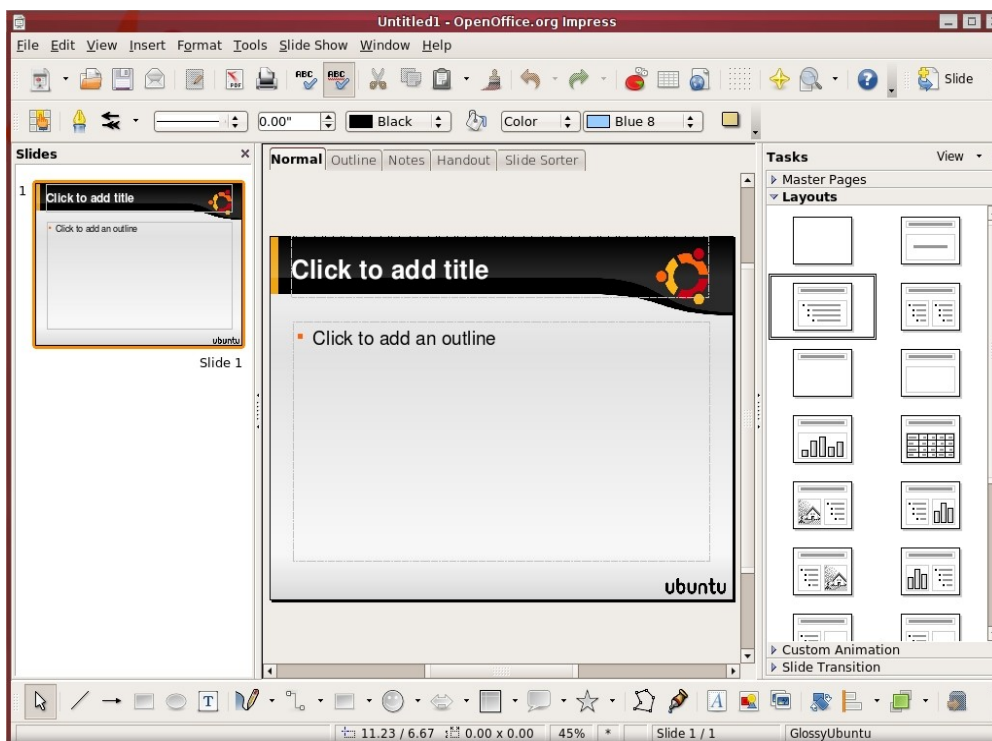 Untitled1 - OpenOffice.org Impress
File Edit View Insert Format Tools Slide Show Window Help
PDF ABC ABC Slide
0.00" Black Color Blue 8
Slides
1
Click to add title
Click to add an outline
ubuntu
Slide 1
Normal Outline Notes Handout Slide Sorter
Click to add title
Click to add an outline
ubuntu
Tasks View
Master Pages
Layouts
Custom Animation
Slide Transition
T A
11.23 / 6.67 0.00 x 0.00 45% * Slide 1 / 1 GlossyUbuntu